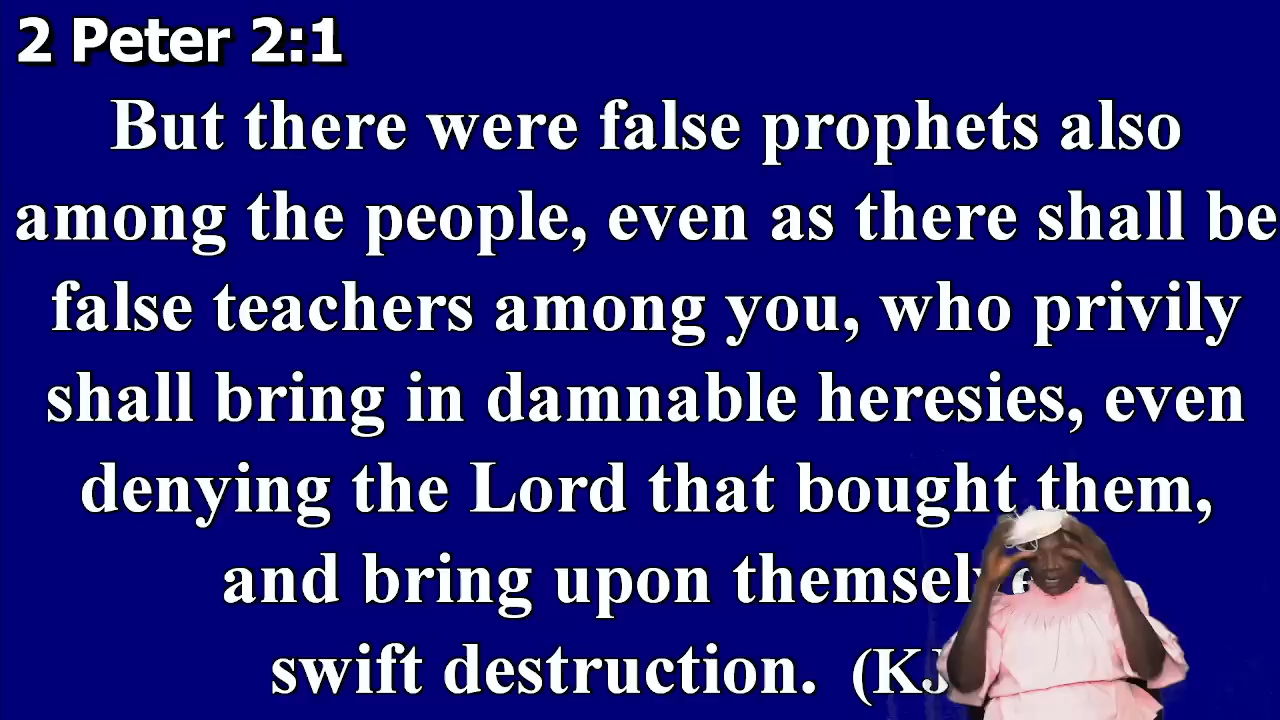 2 Peter 2:1
But there were false prophets also
among the people, even as there shall be
false teachers among you, who privily
shall bring in damnable heresies, even
denying the Lord that bought them,
and bring upon
swift destruction.